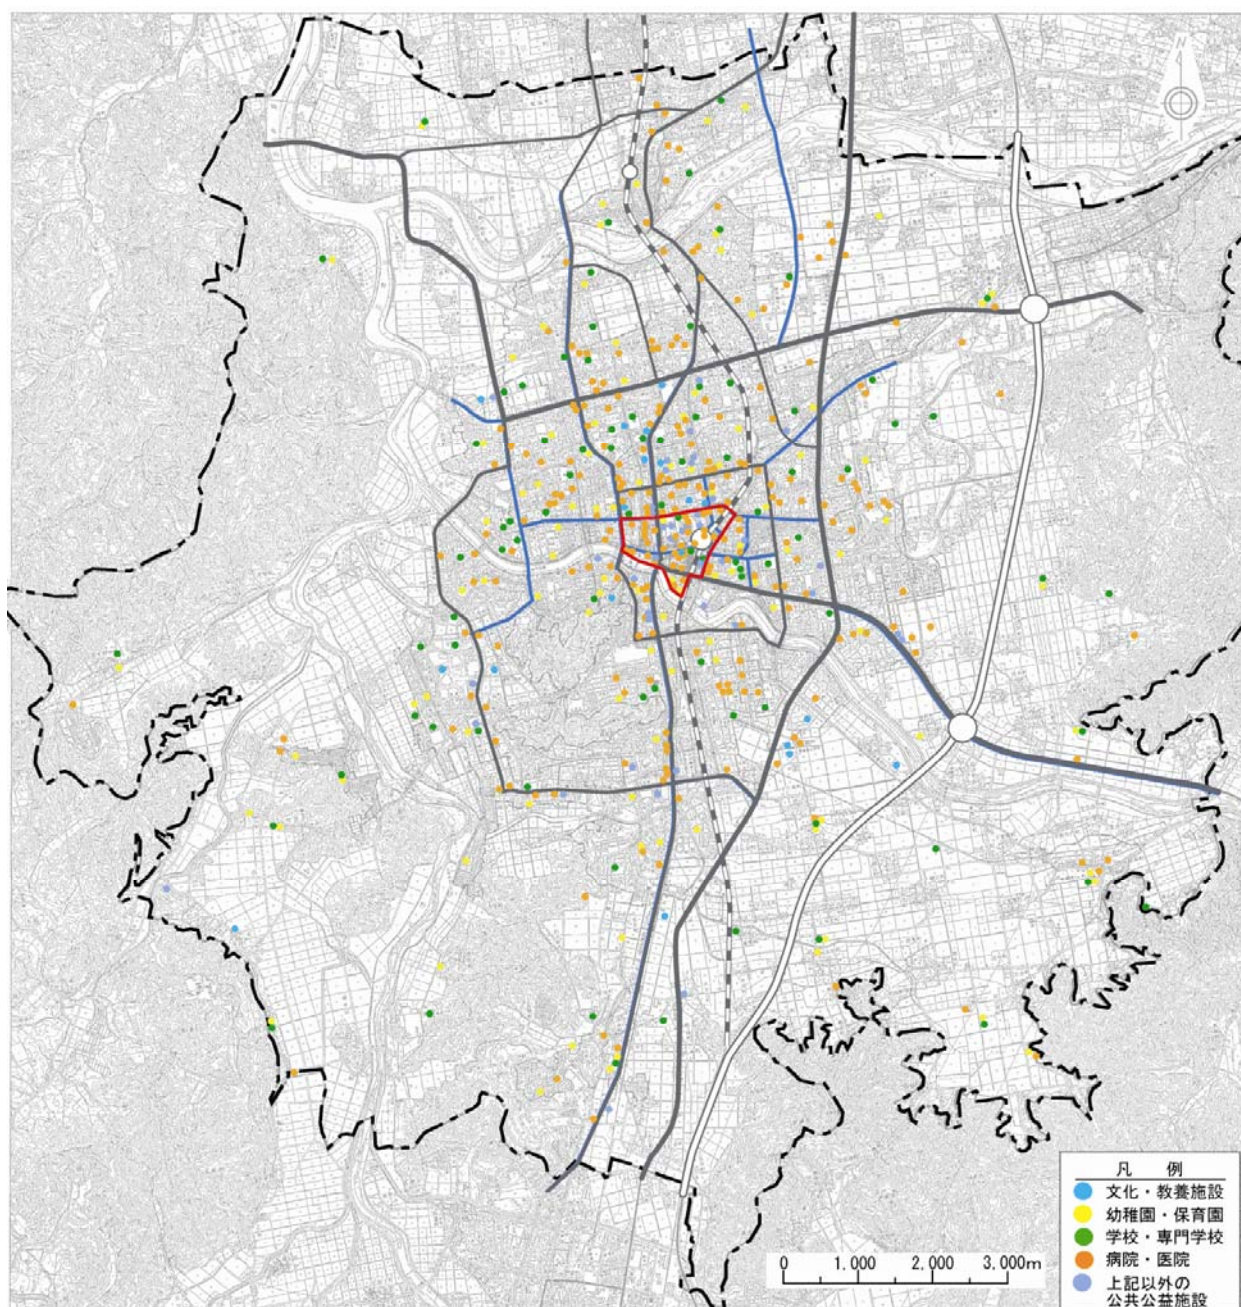 N
凡 例
文化・教養施設
幼稚園・保育園
学校・専門学校
病院・医院
上記以外の
公共公益施設
0 1,000 2,000 3,000m